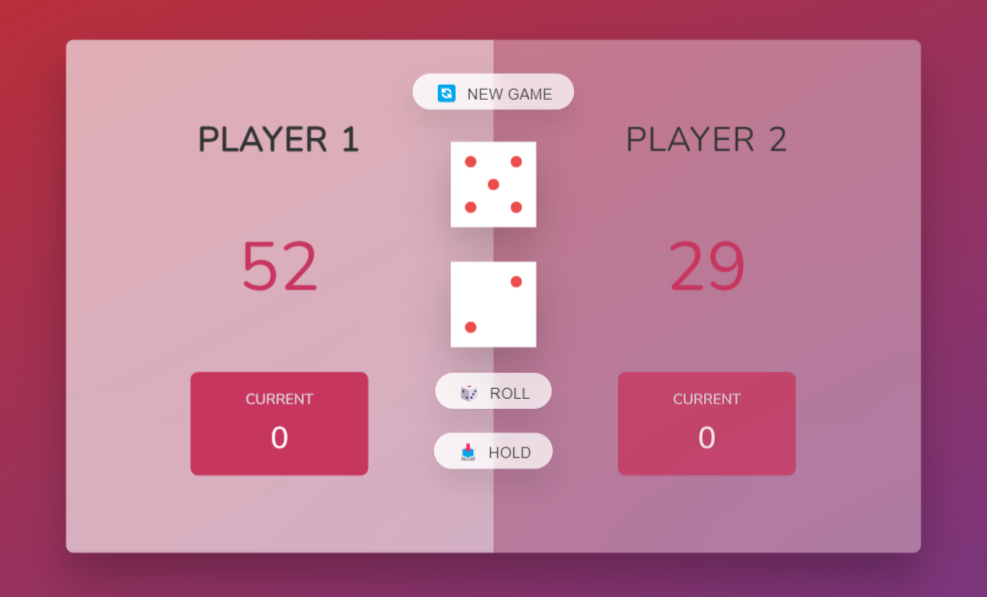 NEW GAME
PLAYER 1
PLAYER 2
52
29
CURRENT
0
CURRENT
0
ROLL
HOLD